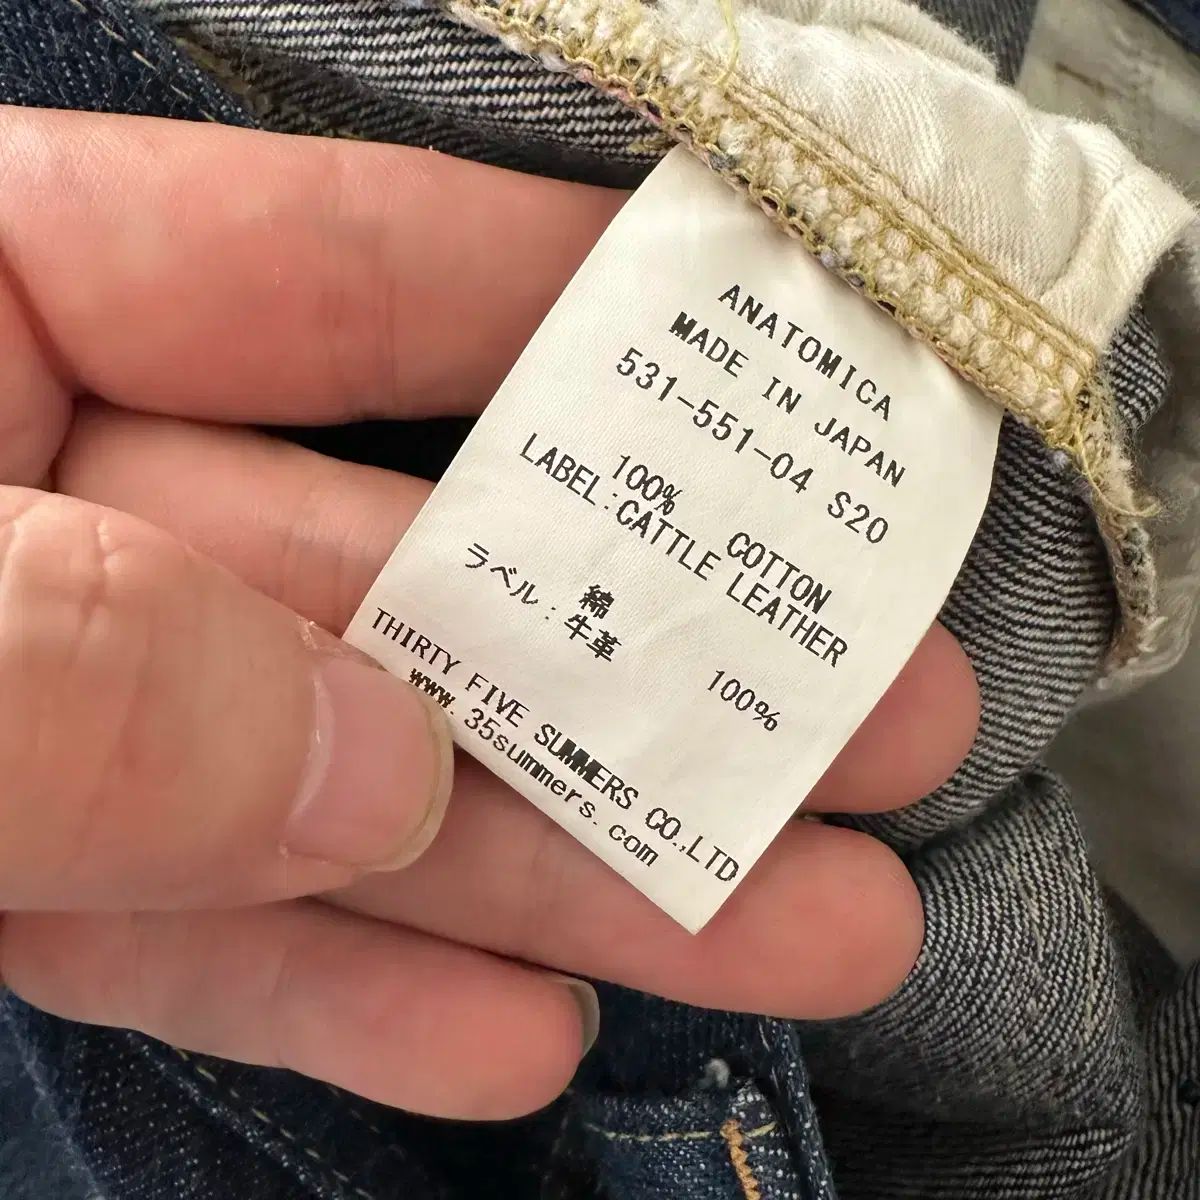 ANATOMICA
MADE IN JAPAN
531-551-04 S20
100% COTTON
LABEL:CATTLE LEATHER
綿 100%
ラベル:牛革
THIRTY FIVE SUMMERS CO.,LTD
www.35summers.com